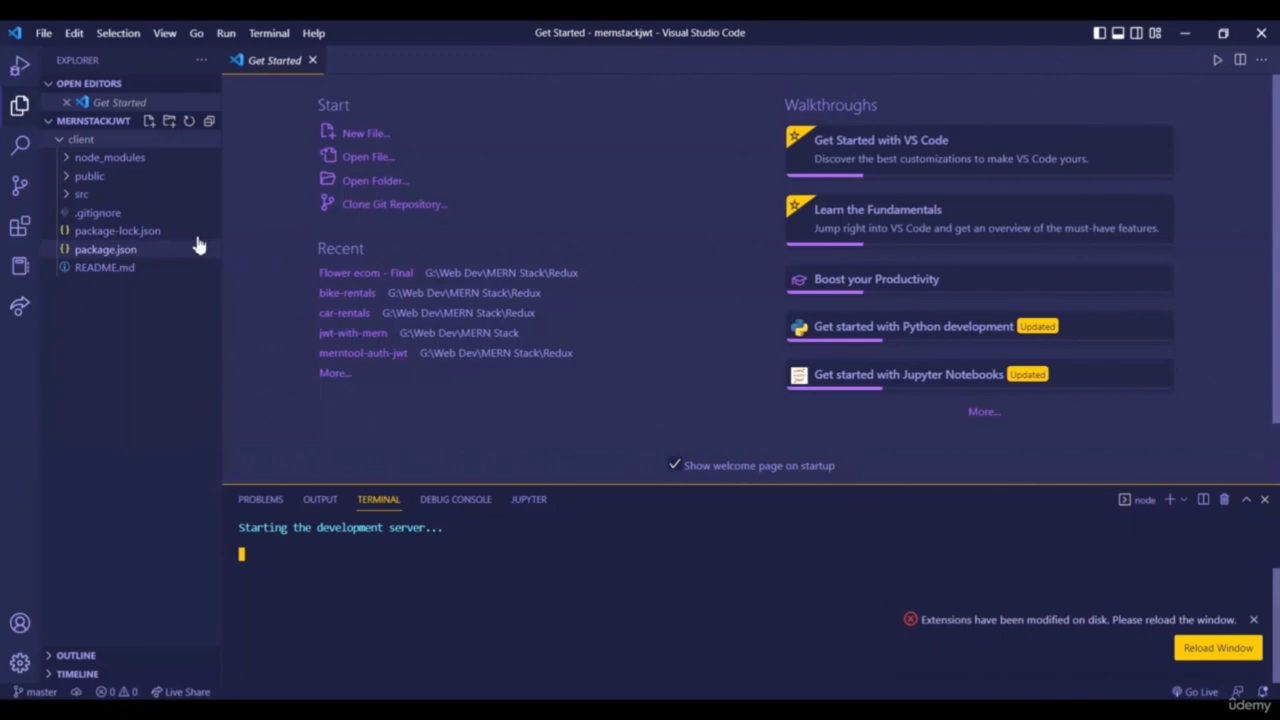 File Edit Selection View Go Run Terminal Help
Get Started - mernstackjwt - Visual Studio Code
EXPLORER
OPEN EDITORS
Get Started
MERNSTACKJWT
client
node_modules
public
src
.gitignore
package-lock.json
package.json
README.md
OUTLINE
TIMELINE
Get Started
Start
New File...
Open File...
Open Folder...
Clone Git Repository...
Recent
Flower ecom - FInal G:\Web Dev\MERN Stack\Redux
bike-rentals G:\Web Dev\MERN Stack\Redux
car-rentals G:\Web Dev\MERN Stack\Redux
jwt-with-mern G:\Web Dev\MERN Stack
merntool-auth-jwt G:\Web Dev\MERN Stack\Redux
More...
Walkthroughs
Get Started with VS Code
Discover the best customizations to make VS Code yours.
Learn the Fundamentals
Jump right into VS Code and get an overview of the must-have features.
Boost your Productivity
Get started with Python development Updated
Get started with Jupyter Notebooks Updated
More...
Show welcome page on startup
PROBLEMS OUTPUT TERMINAL DEBUG CONSOLE JUPYTER
node
Starting the development server...
Extensions have been modified on disk. Please reload the window.
Reload Window
master 0 0 Live Share
Go Live
udemy